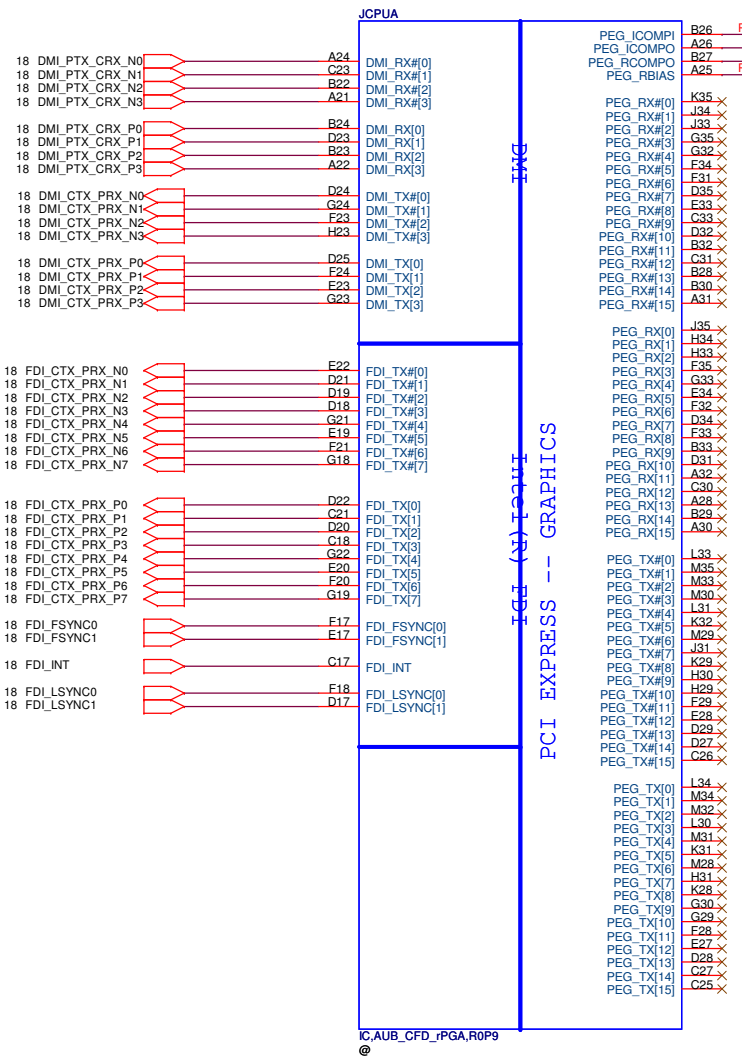 JCPUA
18 DMI_PTX_CRX_N0 A24 DMI_RX#[0]
18 DMI_PTX_CRX_N1 C23 DMI_RX#[1]
18 DMI_PTX_CRX_N2 B22 DMI_RX#[2]
18 DMI_PTX_CRX_N3 A21 DMI_RX#[3]
18 DMI_PTX_CRX_P0 B24 DMI_RX[0]
18 DMI_PTX_CRX_P1 D23 DMI_RX[1]
18 DMI_PTX_CRX_P2 B23 DMI_RX[2]
18 DMI_PTX_CRX_P3 A22 DMI_RX[3]
18 DMI_CTX_PRX_N0 D24 DMI_TX#[0]
18 DMI_CTX_PRX_N1 G24 DMI_TX#[1]
18 DMI_CTX_PRX_N2 F23 DMI_TX#[2]
18 DMI_CTX_PRX_N3 H23 DMI_TX#[3]
18 DMI_CTX_PRX_P0 D25 DMI_TX[0]
18 DMI_CTX_PRX_P1 F24 DMI_TX[1]
18 DMI_CTX_PRX_P2 E23 DMI_TX[2]
18 DMI_CTX_PRX_P3 G23 DMI_TX[3]
18 FDI_CTX_PRX_N0 E22 FDI_TX#[0]
18 FDI_CTX_PRX_N1 D21 FDI_TX#[1]
18 FDI_CTX_PRX_N2 D19 FDI_TX#[2]
18 FDI_CTX_PRX_N3 D18 FDI_TX#[3]
18 FDI_CTX_PRX_N4 G21 FDI_TX#[4]
18 FDI_CTX_PRX_N5 E19 FDI_TX#[5]
18 FDI_CTX_PRX_N6 F21 FDI_TX#[6]
18 FDI_CTX_PRX_N7 G18 FDI_TX#[7]
18 FDI_CTX_PRX_P0 D22 FDI_TX[0]
18 FDI_CTX_PRX_P1 C21 FDI_TX[1]
18 FDI_CTX_PRX_P2 D20 FDI_TX[2]
18 FDI_CTX_PRX_P3 C18 FDI_TX[3]
18 FDI_CTX_PRX_P4 G22 FDI_TX[4]
18 FDI_CTX_PRX_P5 E20 FDI_TX[5]
18 FDI_CTX_PRX_P6 F20 FDI_TX[6]
18 FDI_CTX_PRX_P7 G19 FDI_TX[7]
18 FDI_FSYNC0 F17 FDI_FSYNC[0]
18 FDI_FSYNC1 E17 FDI_FSYNC[1]
18 FDI_INT C17 FDI_INT
18 FDI_LSYNC0 F18 FDI_LSYNC[0]
18 FDI_LSYNC1 D17 FDI_LSYNC[1]
DMI
Intel(R) FDI
PCI EXPRESS -- GRAPHICS
PEG_ICOMPI B26
PEG_ICOMPO A26
PEG_RCOMPO B27
PEG_RBIAS A25
PEG_RX#[0] K35
PEG_RX#[1] J34
PEG_RX#[2] J33
PEG_RX#[3] G35
PEG_RX#[4] G32
PEG_RX#[5] F34
PEG_RX#[6] F31
PEG_RX#[7] D35
PEG_RX#[8] E33
PEG_RX#[9] C33
PEG_RX#[10] D32
PEG_RX#[11] B32
PEG_RX#[12] C31
PEG_RX#[13] B28
PEG_RX#[14] B30
PEG_RX#[15] A31
PEG_RX[0] J35
PEG_RX[1] H34
PEG_RX[2] H33
PEG_RX[3] F35
PEG_RX[4] G33
PEG_RX[5] E34
PEG_RX[6] F32
PEG_RX[7] D34
PEG_RX[8] F33
PEG_RX[9] B33
PEG_RX[10] D31
PEG_RX[11] A32
PEG_RX[12] C30
PEG_RX[13] A28
PEG_RX[14] B29
PEG_RX[15] A30
PEG_TX#[0] L33
PEG_TX#[1] M35
PEG_TX#[2] M33
PEG_TX#[3] M30
PEG_TX#[4] L31
PEG_TX#[5] K32
PEG_TX#[6] M29
PEG_TX#[7] J31
PEG_TX#[8] K29
PEG_TX#[9] H30
PEG_TX#[10] H29
PEG_TX#[11] F29
PEG_TX#[12] E28
PEG_TX#[13] D29
PEG_TX#[14] D27
PEG_TX#[15] C26
PEG_TX[0] L34
PEG_TX[1] M34
PEG_TX[2] M32
PEG_TX[3] L30
PEG_TX[4] M31
PEG_TX[5] K31
PEG_TX[6] M28
PEG_TX[7] H31
PEG_TX[8] K28
PEG_TX[9] G30
PEG_TX[10] G29
PEG_TX[11] F28
PEG_TX[12] E27
PEG_TX[13] D28
PEG_TX[14] C27
PEG_TX[15] C25
IC,AUB_CFD_rPGA,R0P9
@